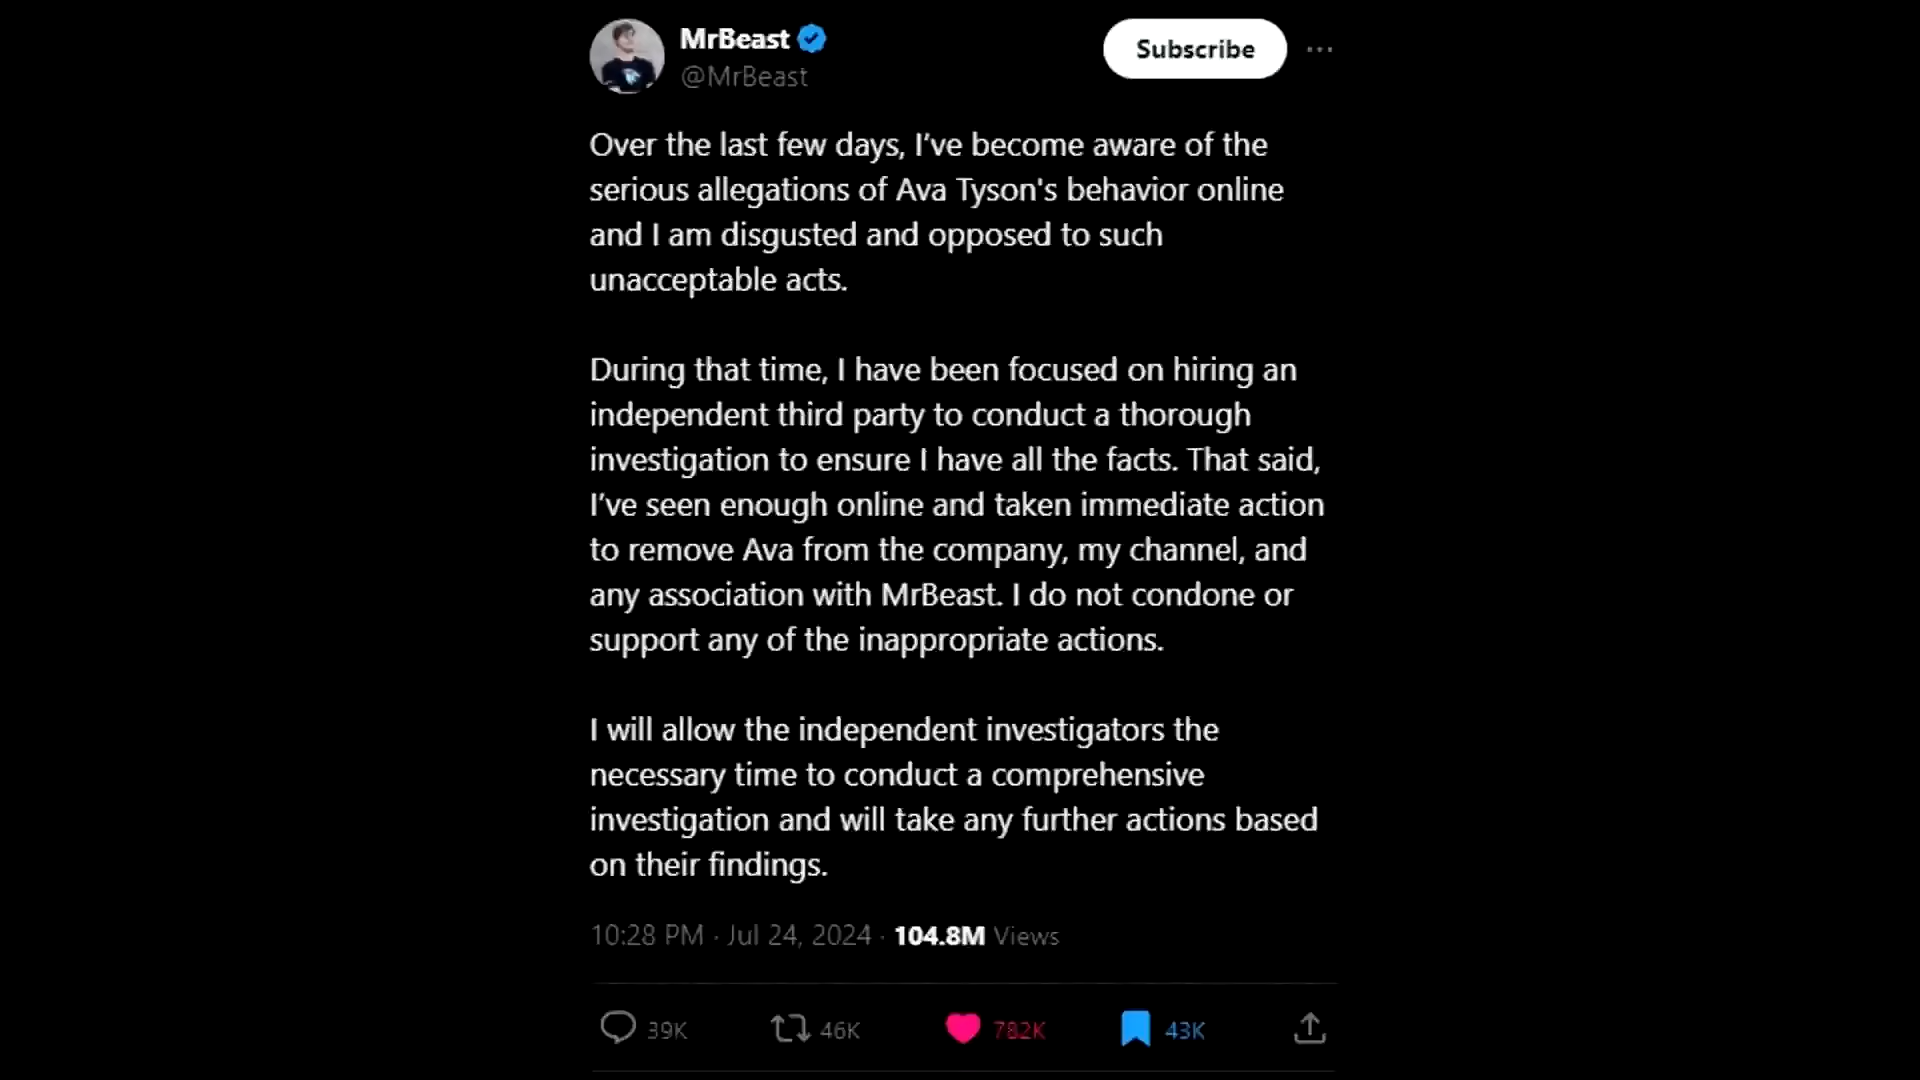 MrBeast
@MrBeast
Subscribe
Over the last few days, I’ve become aware of the
serious allegations of Ava Tyson's behavior online
and I am disgusted and opposed to such
unacceptable acts.
During that time, I have been focused on hiring an
independent third party to conduct a thorough
investigation to ensure I have all the facts. That said,
I’ve seen enough online and taken immediate action
to remove Ava from the company, my channel, and
any association with MrBeast. I do not condone or
support any of the inappropriate actions.
I will allow the independent investigators the
necessary time to conduct a comprehensive
investigation and will take any further actions based
on their findings.
10:28 PM · Jul 24, 2024 · 104.8M Views
39K 46K 782K 43K